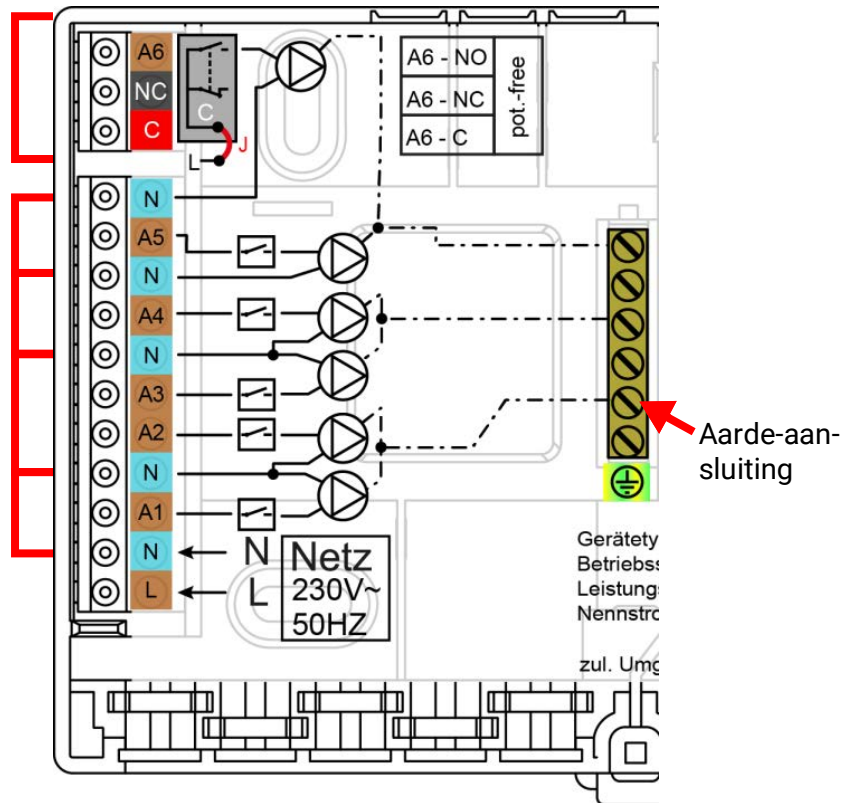 A6
NC
C
C
J
L
A6 - NO
A6 - NC
A6 - C
pot.-free
N
A5
N
A4
N
A3
A2
N
A1
N
L
N
L
Netz
230V~
50HZ
Aarde-aan-
sluiting
Gerätety
Betriebss
Leistung
Nennstro
zul. Umg